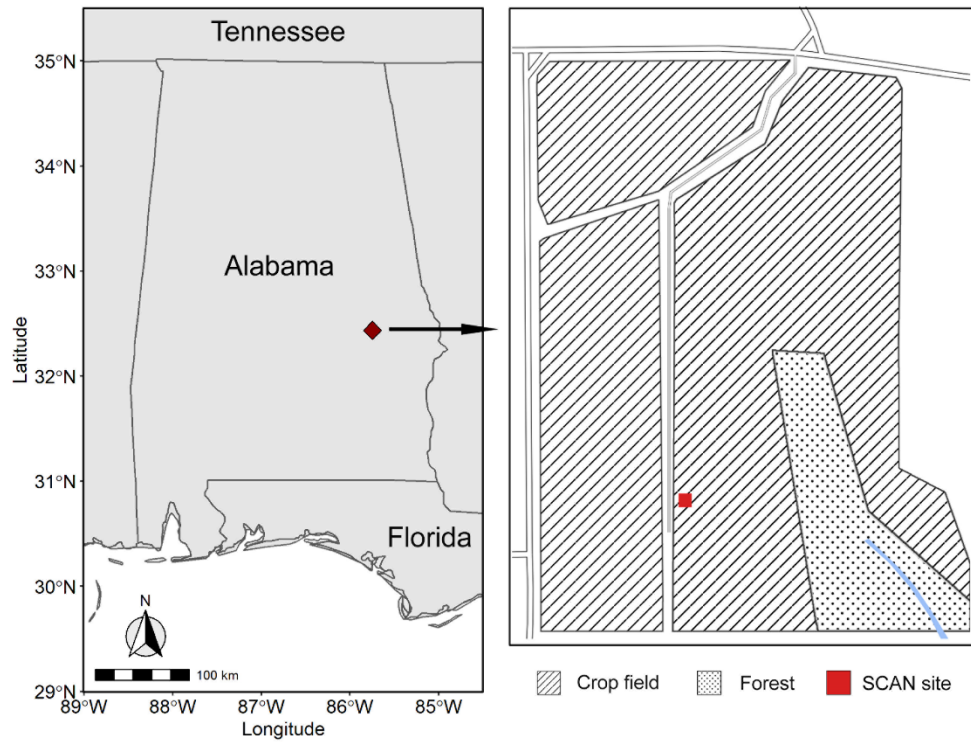 Tennessee
35°N
34°N
33°N
32°N
31°N
30°N
29°N
Latitude
Alabama
Florida
N
100 km
89°W 88°W 87°W 86°W 85°W
Longitude
Crop field Forest SCAN site